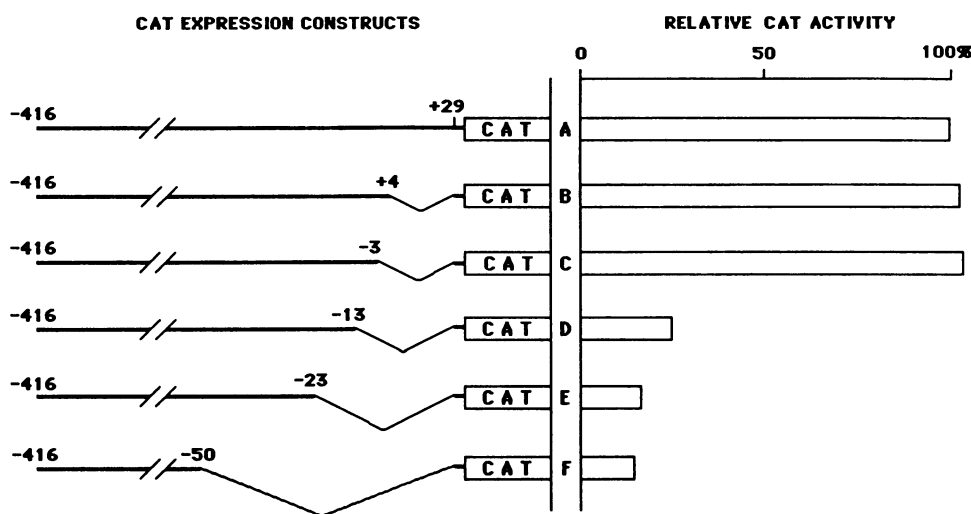 CAT EXPRESSION CONSTRUCTS
RELATIVE CAT ACTIVITY
0 50 100%
-416 +29 CAT A
-416 +4 CAT B
-416 -3 CAT C
-416 -13 CAT D
-416 -23 CAT E
-416 -50 CAT F